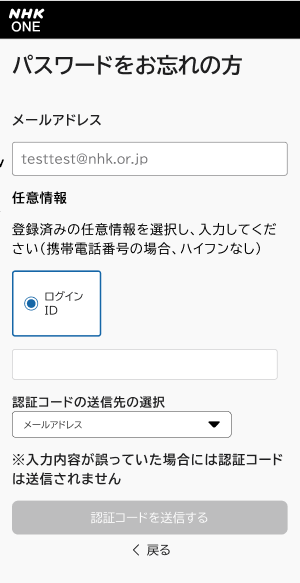 NHK
ONE
パスワードをお忘れの方
メールアドレス
testtest@nhk.or.jp
任意情報
登録済みの任意情報を選択し、入力してくだ
さい（携帯電話番号の場合、ハイフンなし）
ログイン
ID
認証コードの送信先の選択
メールアドレス
※入力内容が誤っていた場合には認証コード
は送信されません
認証コードを送信する
戻る